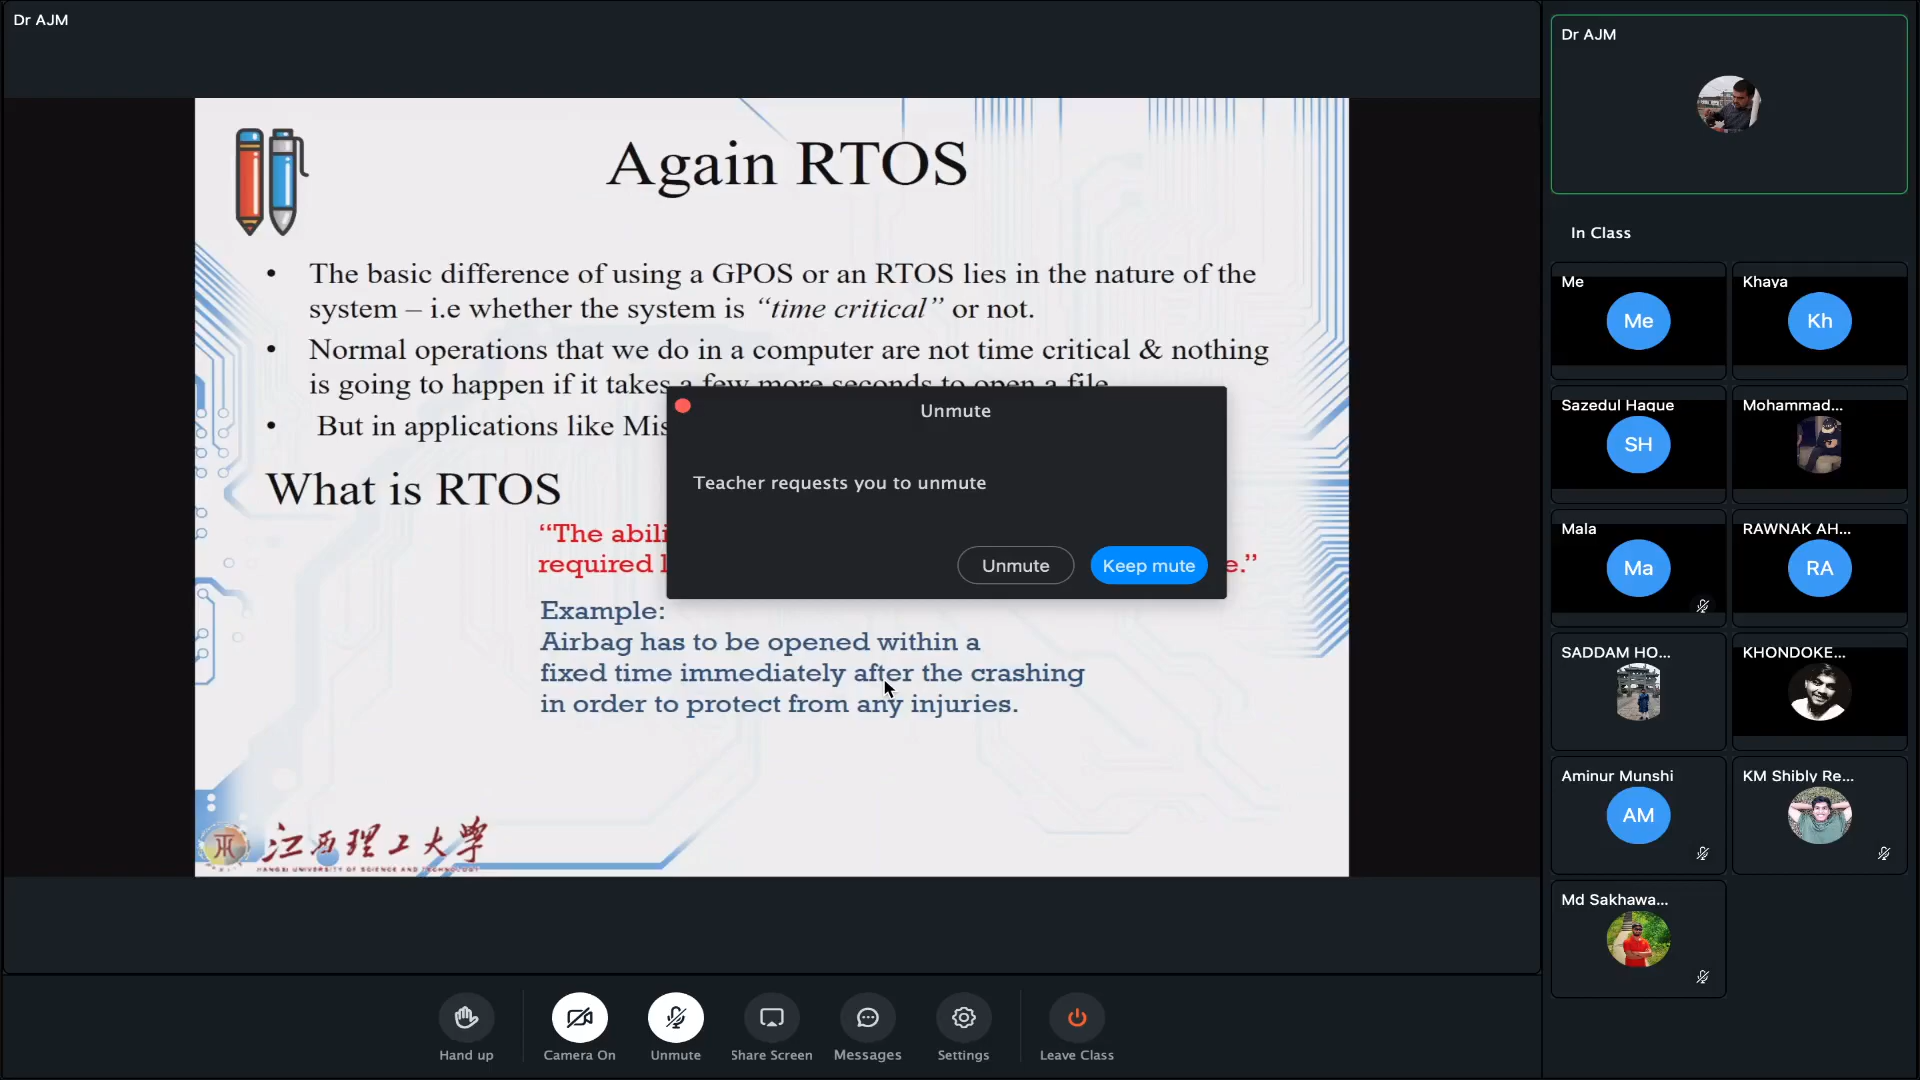 Dr AJM
Again RTOS
• The basic difference of using a GPOS or an RTOS lies in the nature of the
system – i.e whether the system is “time critical” or not.
• Normal operations that we do in a computer are not time critical & nothing
is going to happen if it takes a few more seconds to open a file
• But in applications like Mis
What is RTOS
“The abili
required l
e.”
Example:
Airbag has to be opened within a
fixed time immediately after the crashing
in order to protect from any injuries.
江西理工大学
JIANGXI UNIVERSITY OF SCIENCE AND TECHNOLOGY
Unmute
Teacher requests you to unmute
Unmute
Keep mute
Dr AJM
In Class
Me
Me
Khaya
Kh
Sazedul Haque
SH
Mohammad...
Mala
Ma
RAWNAK AH...
RA
SADDAM HO...
KHONDOKE...
Aminur Munshi
AM
KM Shibly Re...
Md Sakhawa...
Hand up
Camera On
Unmute
Share Screen
Messages
Settings
Leave Class